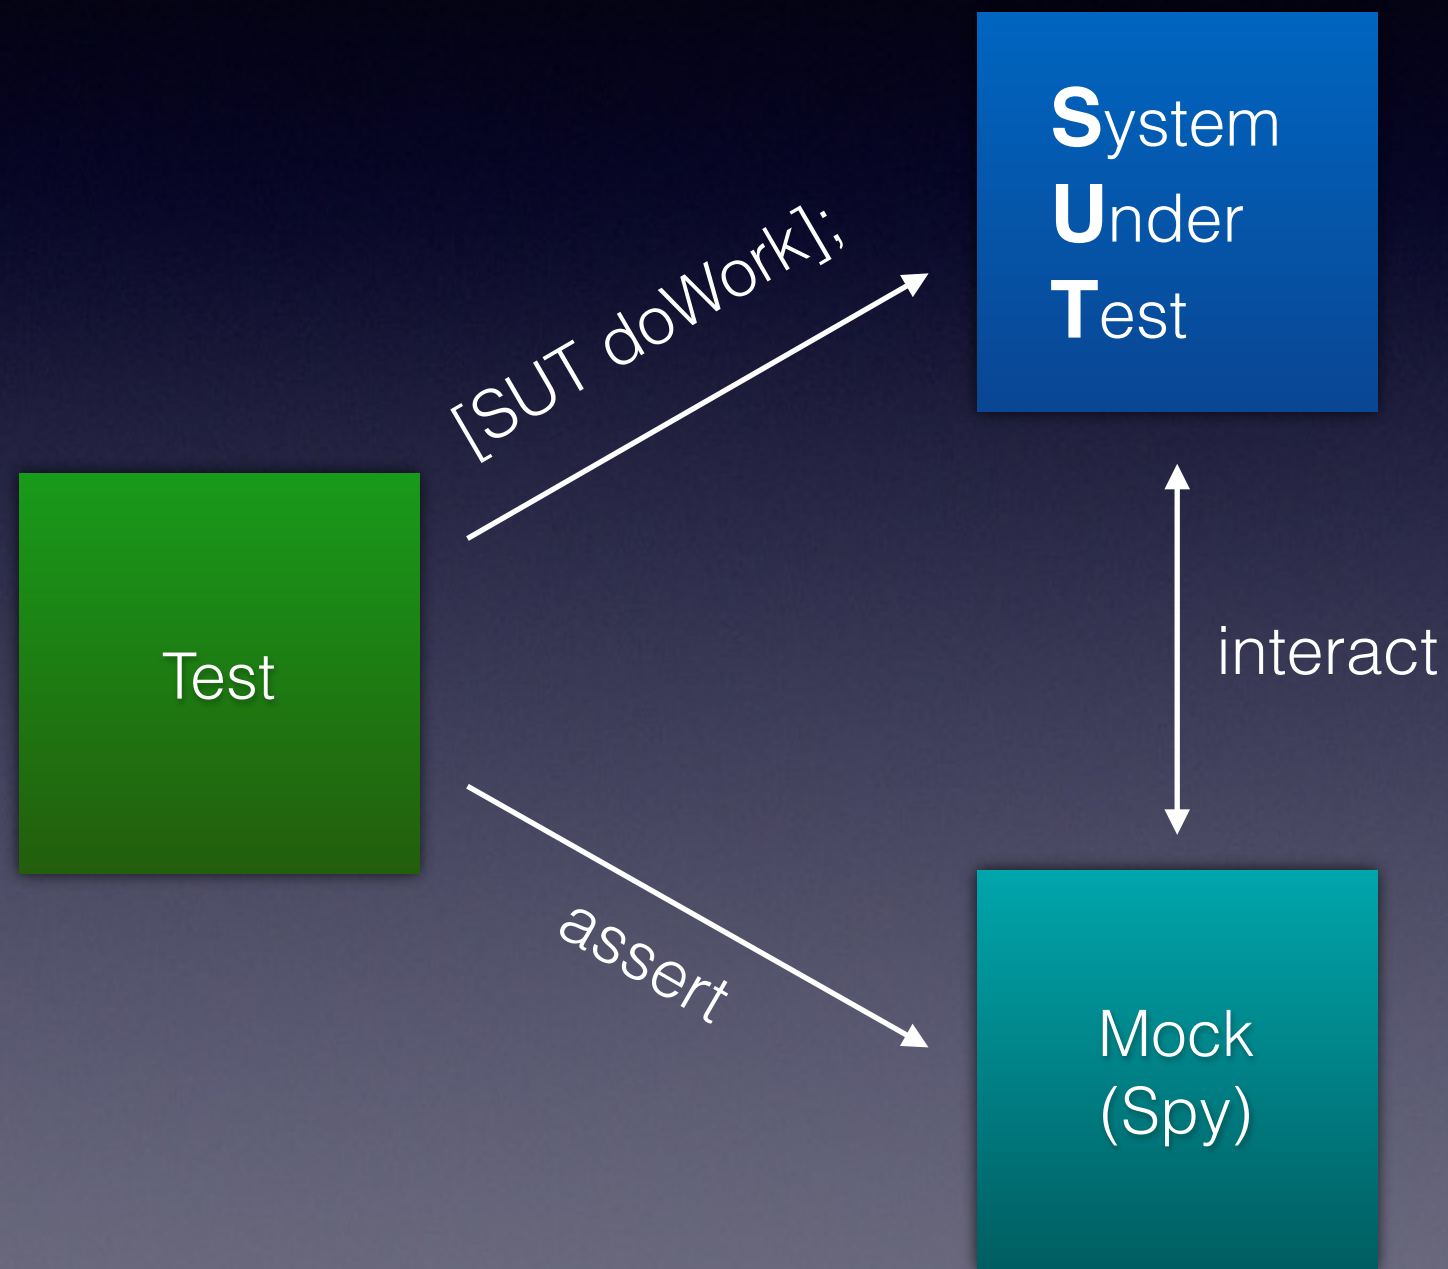 System
Under
Test
[SUT doWork];
Test
interact
assert
Mock
(Spy)